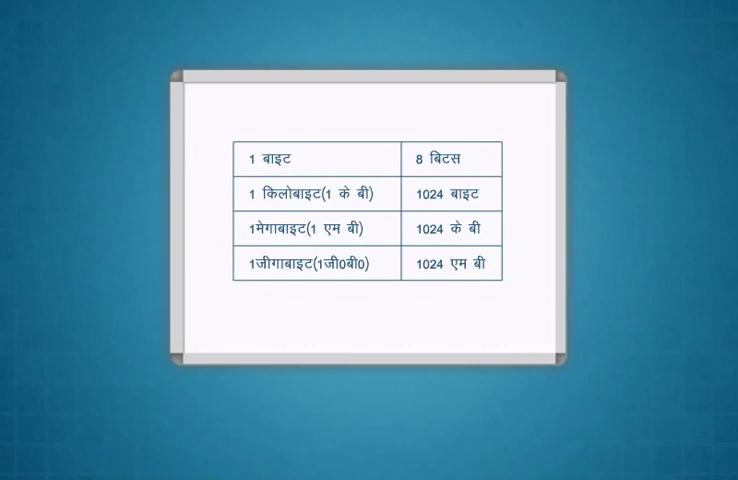 1 बाइट 8 बिटस
1 किलोबाइट(1 के बी) 1024 बाइट
1मेगाबाइट(1 एम बी) 1024 के बी
1जीगाबाइट(1जी0बी0) 1024 एम बी